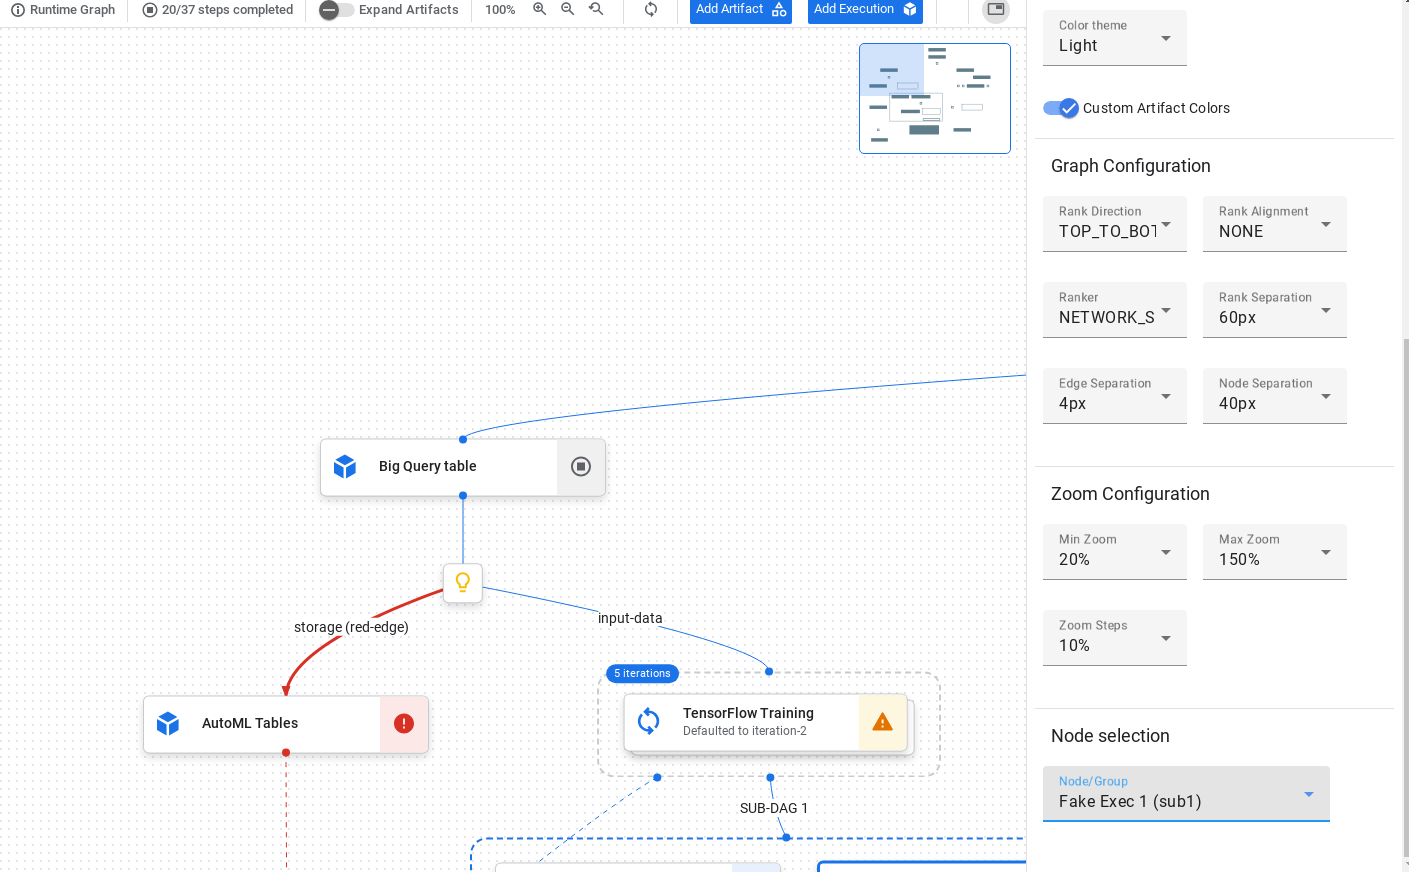 Runtime Graph
20/37 steps completed
Expand Artifacts
100%
Add Artifact
Add Execution
Big Query table
storage (red-edge)
input-data
5 iterations
AutoML Tables
TensorFlow Training
Defaulted to iteration-2
SUB-DAG 1
Color theme
Light
Custom Artifact Colors
Graph Configuration
Rank Direction
TOP_TO_BOT
Rank Alignment
NONE
Ranker
NETWORK_S
Rank Separation
60px
Edge Separation
4px
Node Separation
40px
Zoom Configuration
Min Zoom
20%
Max Zoom
150%
Zoom Steps
10%
Node selection
Node/Group
Fake Exec 1 (sub1)